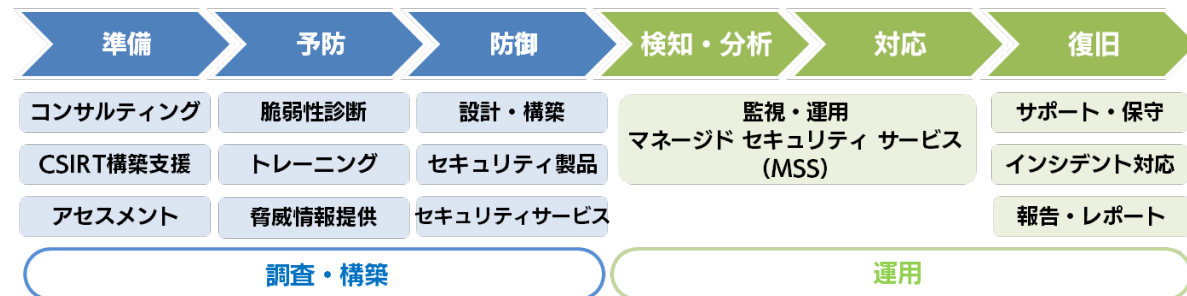 準備
予防
防御
検知・分析
対応
復旧
コンサルティング
脆弱性診断
設計・構築
監視・運用
マネージド セキュリティ サービス
(MSS)
サポート・保守
CSIRT構築支援
トレーニング
セキュリティ製品
インシデント対応
アセスメント
脅威情報提供
セキュリティサービス
報告・レポート
調査・構築
運用